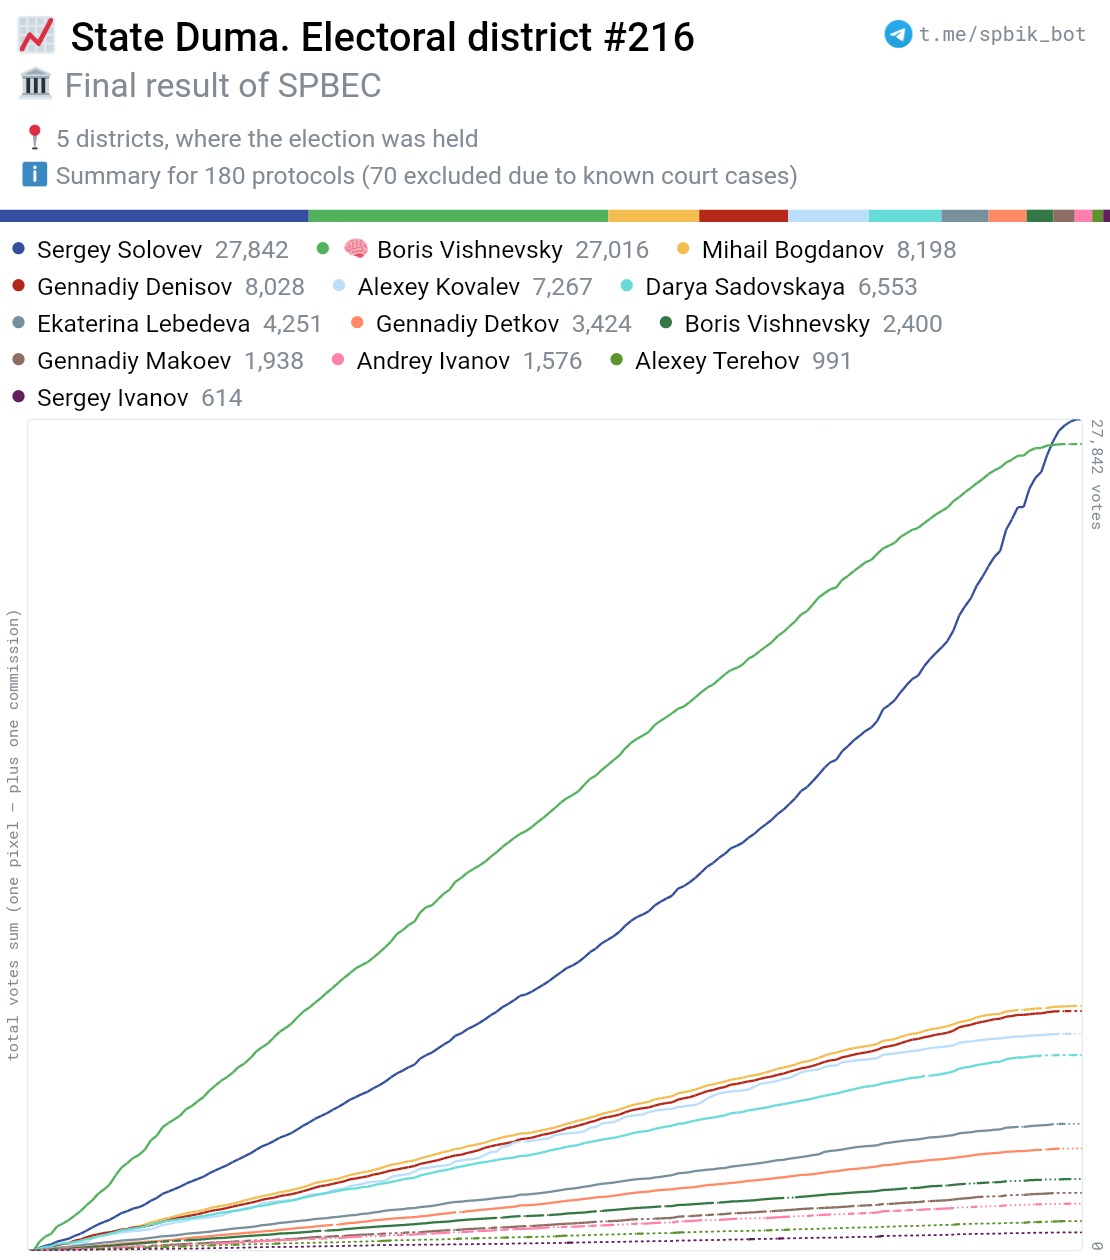 State Duma. Electoral district #216
t.me/spbik_bot
Final result of SPBEC
5 districts, where the election was held
Summary for 180 protocols (70 excluded due to known court cases)
Sergey Solovev 27,842 Boris Vishnevsky 27,016 Mihail Bogdanov 8,198
Gennadiy Denisov 8,028 Alexey Kovalev 7,267 Darya Sadovskaya 6,553
Ekaterina Lebedeva 4,251 Gennadiy Detkov 3,424 Boris Vishnevsky 2,400
Gennadiy Makoev 1,938 Andrey Ivanov 1,576 Alexey Terehov 991
Sergey Ivanov 614
27,842 votes
total votes sum (one pixel — plus one commission)
0